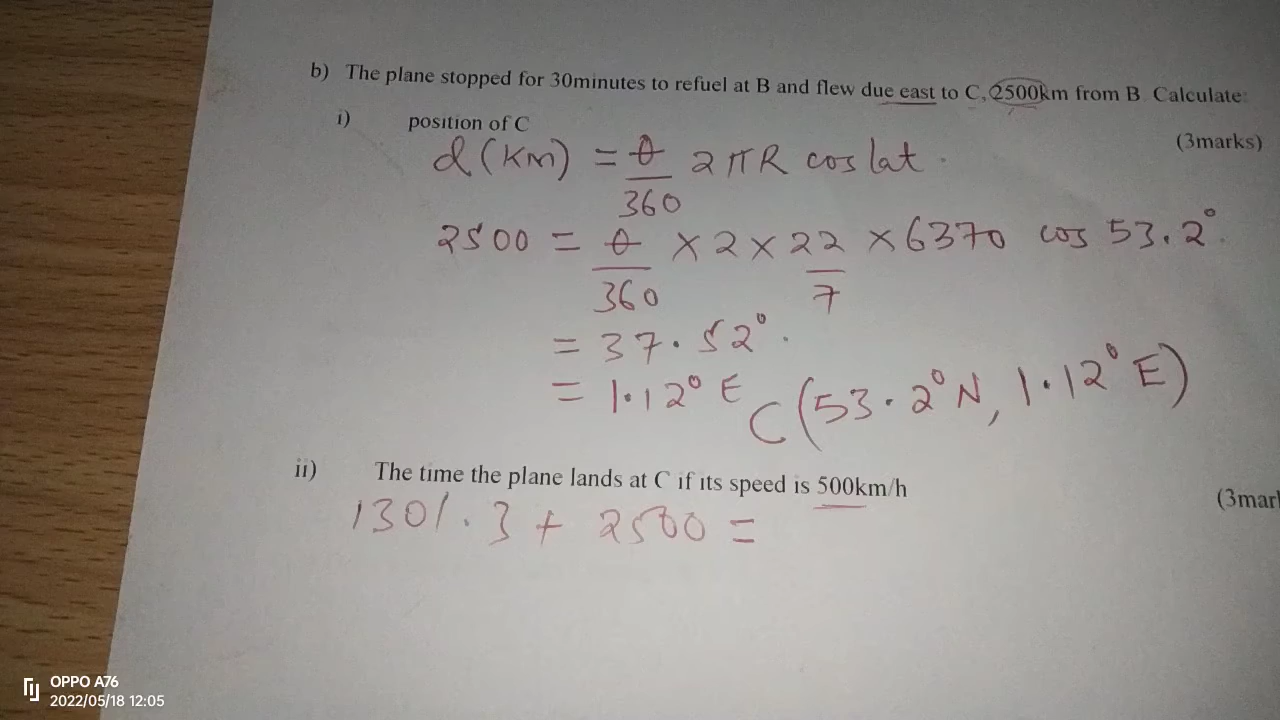 b) The plane stopped for 30minutes to refuel at B and flew due east to C, 2500km from B. Calculate:
i) position of C
(3marks)
d(km) = θ/360 2πR cos lat.
2500 = θ/360 × 2 × 22/7 × 6370 cos 53.2°.
= 37.52°.
= 1.12° E C(53.2°N, 1.12°E)
ii) The time the plane lands at C if its speed is 500km/h
(3mar
1301.3 + 2500 =
OPPO A76
2022/05/18 12:05